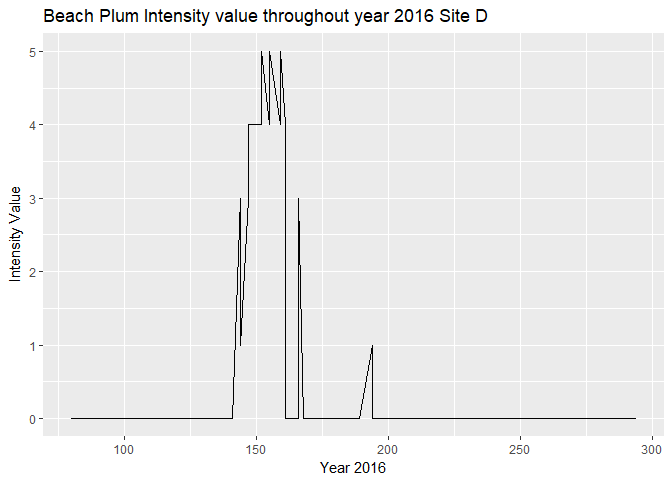 Beach Plum Intensity value throughout year 2016 Site D
5
4
3
2
1
0
Intensity Value
100 150 200 250 300
Year 2016